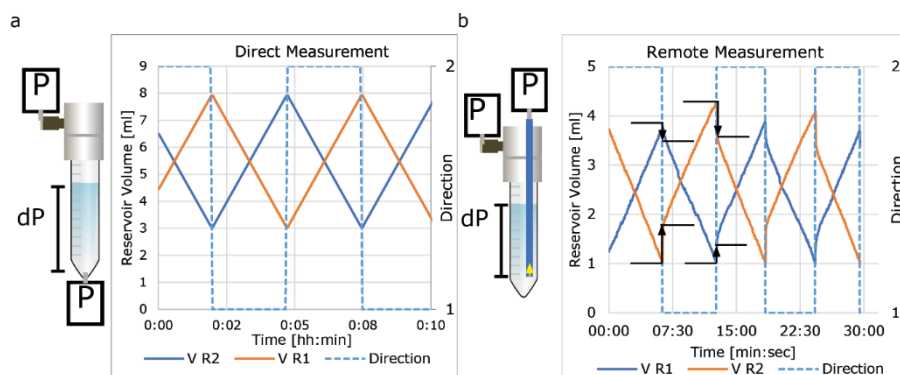 a
P
dP
P
Direct Measurement
Reservoir Volume [ml]
9
8
7
6
5
4
3
2
1
0
2
1
Direction
0:00 0:02 0:05 0:08 0:10
Time [hh:min]
V R2 V R1 Direction
b
P
P
dP
Remote Measurement
Reservoir Volume [ml]
5
4
3
2
1
0
2
1
Direction
00:00 07:30 15:00 22:30 30:00
Time [min:sec]
V R1 V R2 Direction